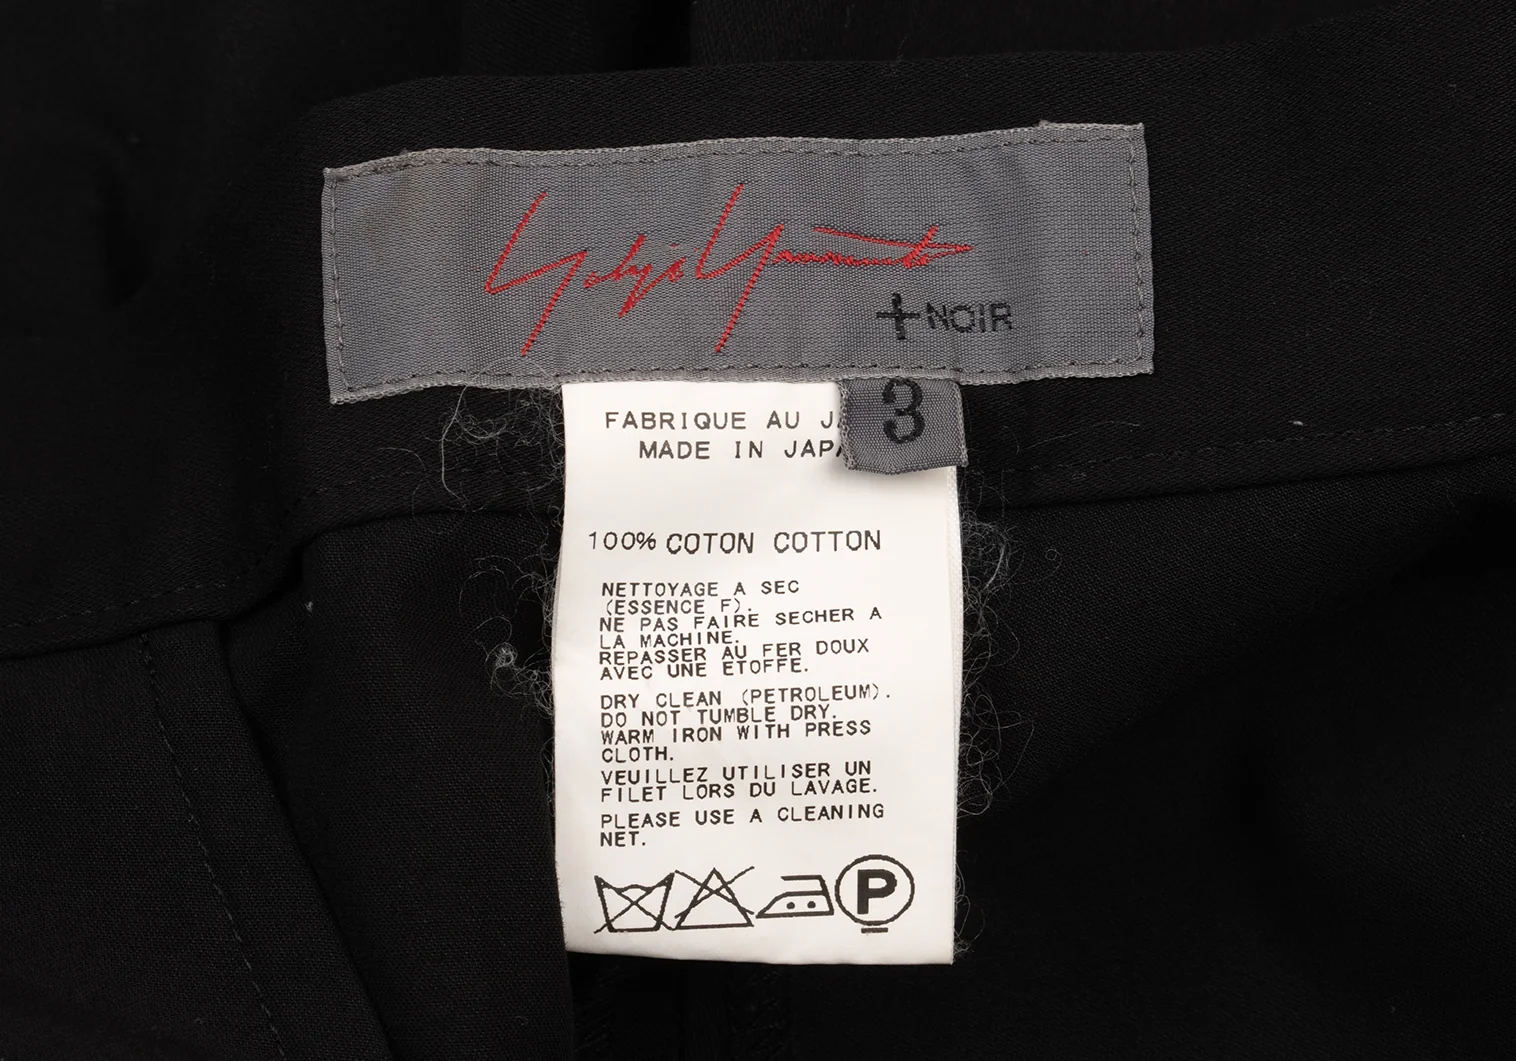 Yohji Yamamoto
+NOIR
3
FABRIQUE AU
MADE IN
100% COTON COTTON
NETTOYAGE A SEC
(ESSENCE F).
NE PAS FAIRE SECHER A
LA MACHINE.
REPASSER AU FER DOUX
AVEC UNE ETOFFE.
DRY CLEAN (PETROLEUM).
DO NOT TUMBLE DRY.
WARM IRON WITH PRESS
CLOTH.
VEUILLEZ UTILISER UN
FILET LORS DU LAVAGE.
PLEASE USE A CLEANING
NET.
P